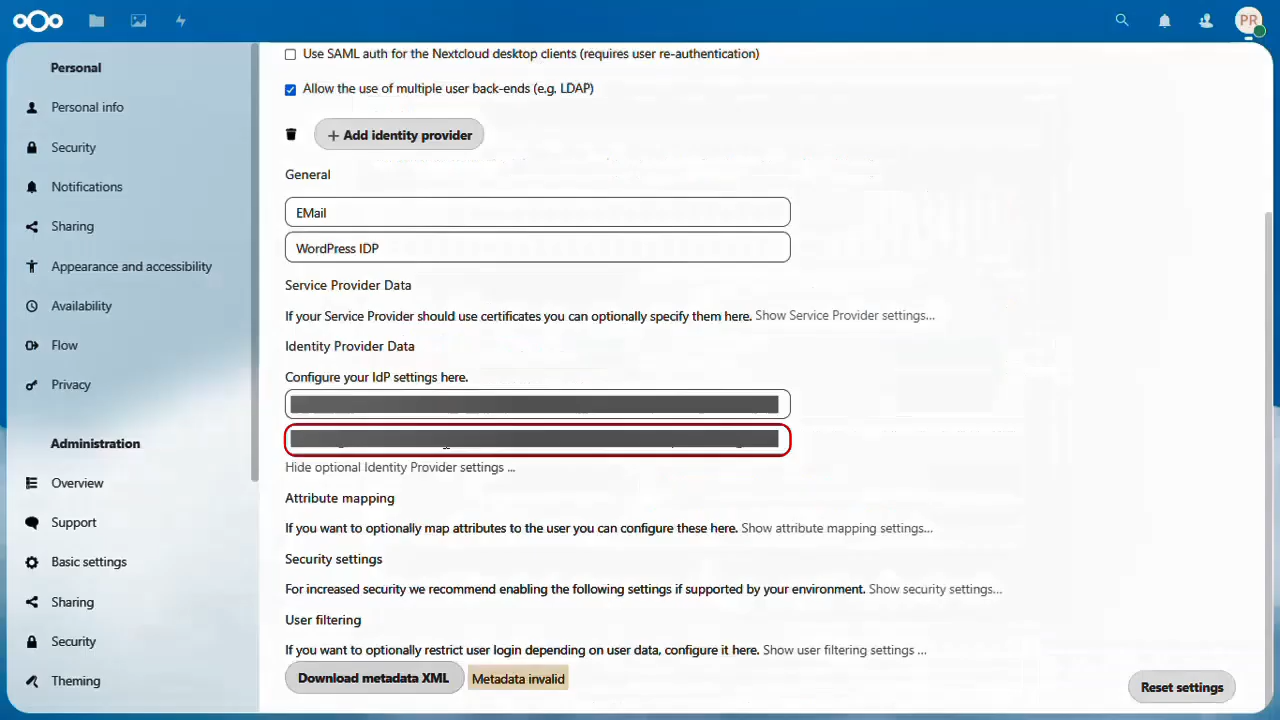 PR
Personal
Personal info
Security
Notifications
Sharing
Appearance and accessibility
Availability
Flow
Privacy
Administration
Overview
Support
Basic settings
Sharing
Security
Theming
Use SAML auth for the Nextcloud desktop clients (requires user re-authentication)
Allow the use of multiple user back-ends (e.g. LDAP)
+ Add identity provider
General
EMail
WordPress IDP
Service Provider Data
If your Service Provider should use certificates you can optionally specify them here. Show Service Provider settings...
Identity Provider Data
Configure your IdP settings here.
Hide optional Identity Provider settings ...
Attribute mapping
If you want to optionally map attributes to the user you can configure these here. Show attribute mapping settings...
Security settings
For increased security we recommend enabling the following settings if supported by your environment. Show security settings...
User filtering
If you want to optionally restrict user login depending on user data, configure it here. Show user filtering settings ...
Download metadata XML Metadata invalid
Reset settings